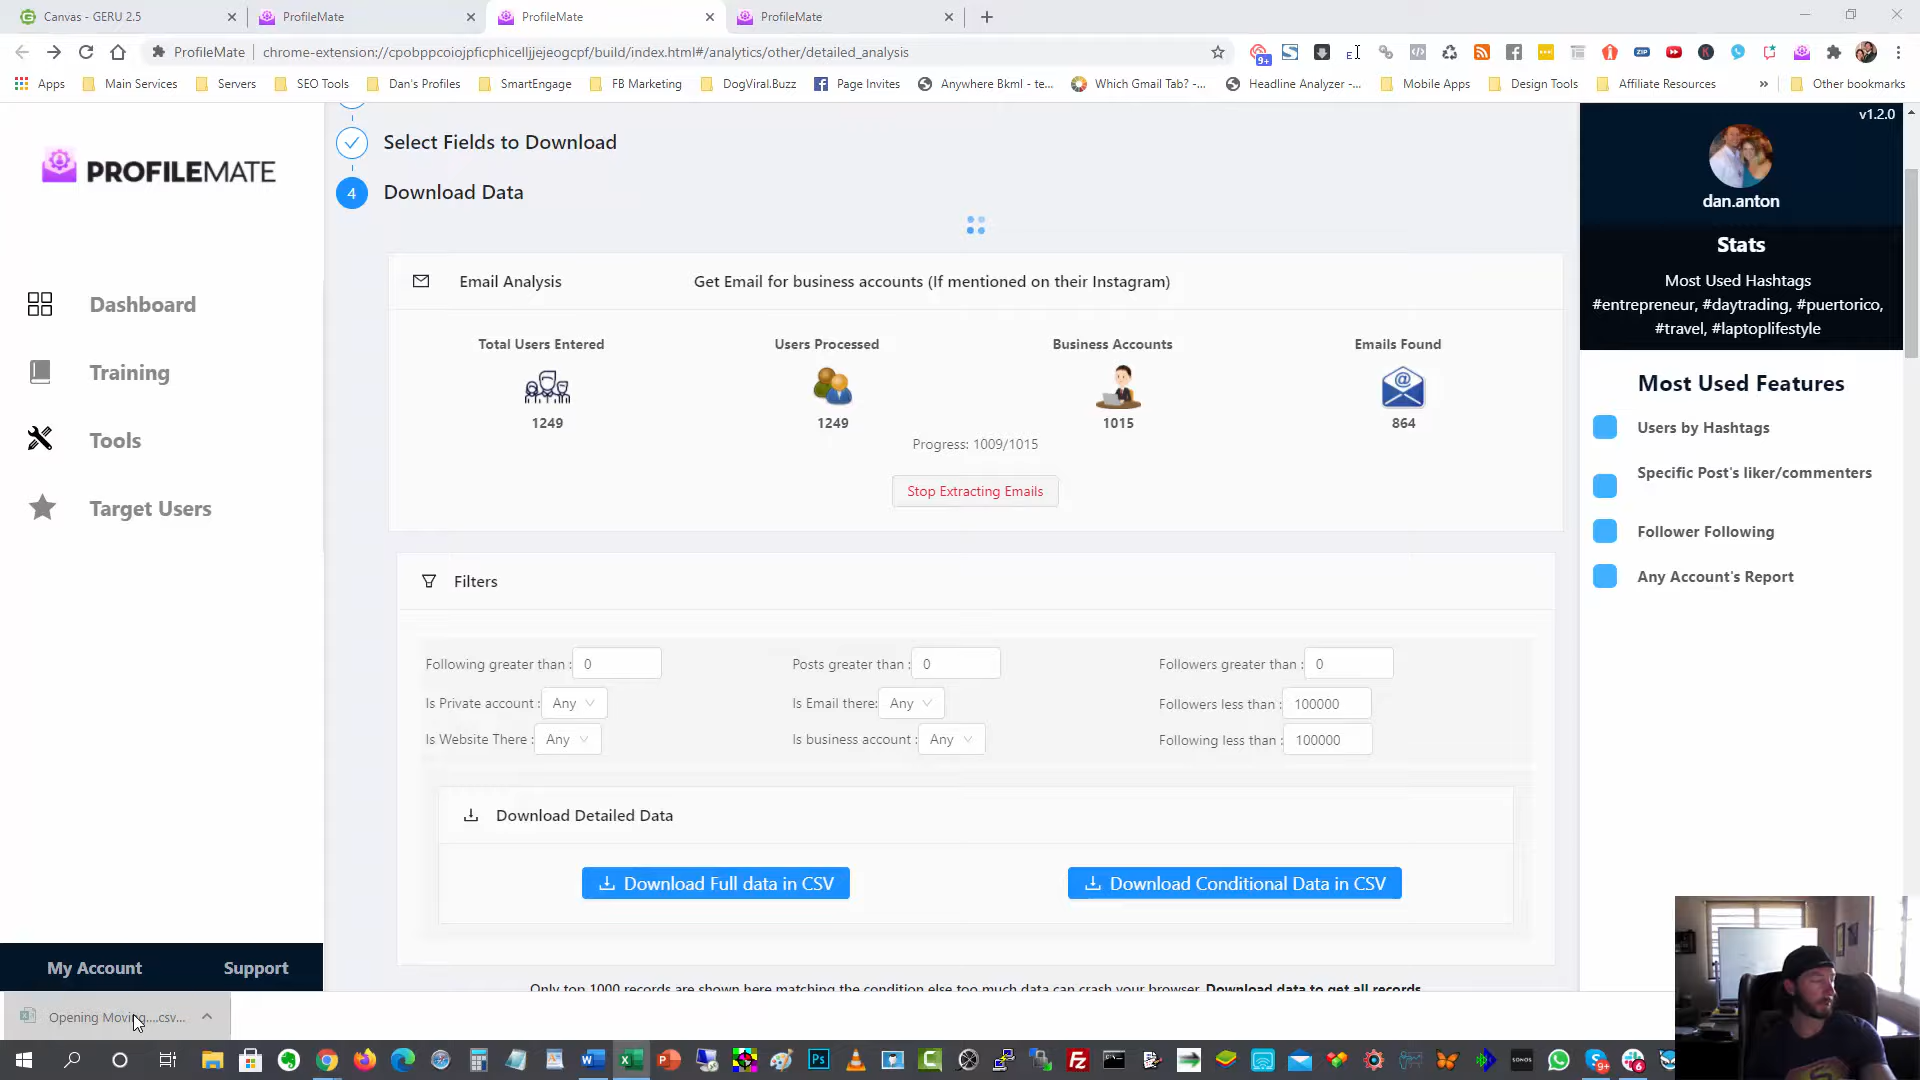 Canvas - GERU 2.5
ProfileMate
ProfileMate
ProfileMate
ProfileMate
chrome-extension://cpobppcoiojpficphicelljjejeogcpf/build/index.html#/analytics/other/detailed_analysis
Apps
Main Services
Servers
SEO Tools
Dan's Profiles
SmartEngage
FB Marketing
DogViral.Buzz
Page Invites
Anywhere Bkml - te...
Which Gmail Tab? -...
Headline Analyzer -...
Mobile Apps
Design Tools
Affiliate Resources
»
Other bookmarks
PROFILEMATE
Dashboard
Training
Tools
Target Users
My Account
Support
Select Fields to Download
4
Download Data
Email Analysis
Get Email for business accounts (If mentioned on their Instagram)
Total Users Entered
Users Processed
Business Accounts
Emails Found
1249
1249
1015
864
Progress: 1009/1015
Stop Extracting Emails
Filters
Following greater than : 0
Posts greater than : 0
Followers greater than : 0
Is Private account : Any
Is Email there: Any
Followers less than : 100000
Is Website There : Any
Is business account : Any
Following less than : 100000
Download Detailed Data
Download Full data in CSV
Download Conditional Data in CSV
Only top 1000 records are shown here matching the condition else too much data can crash your browser. Download data to get all records
v1.2.0
dan.anton
Stats
Most Used Hashtags
#entrepreneur, #daytrading, #puertorico,
#travel, #laptoplifestyle
Most Used Features
Users by Hashtags
Specific Post's liker/commenters
Follower Following
Any Account's Report
Opening Moving....csv...